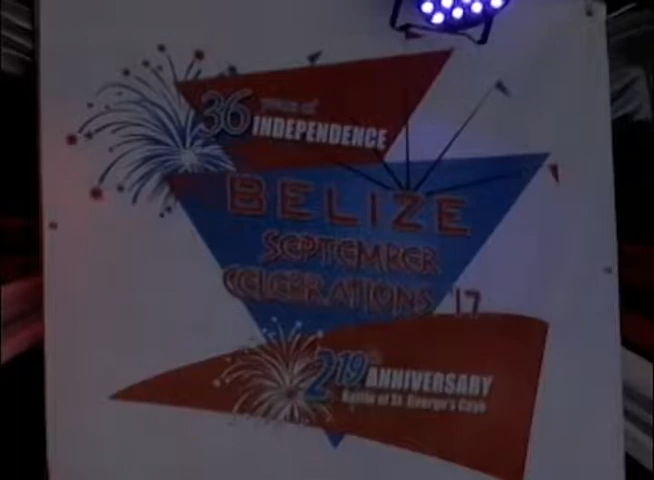 36 years of
INDEPENDENCE
BELIZE
SEPTEMBER
CELEBRATIONS '17
219th ANNIVERSARY
Battle of St. George's Caye